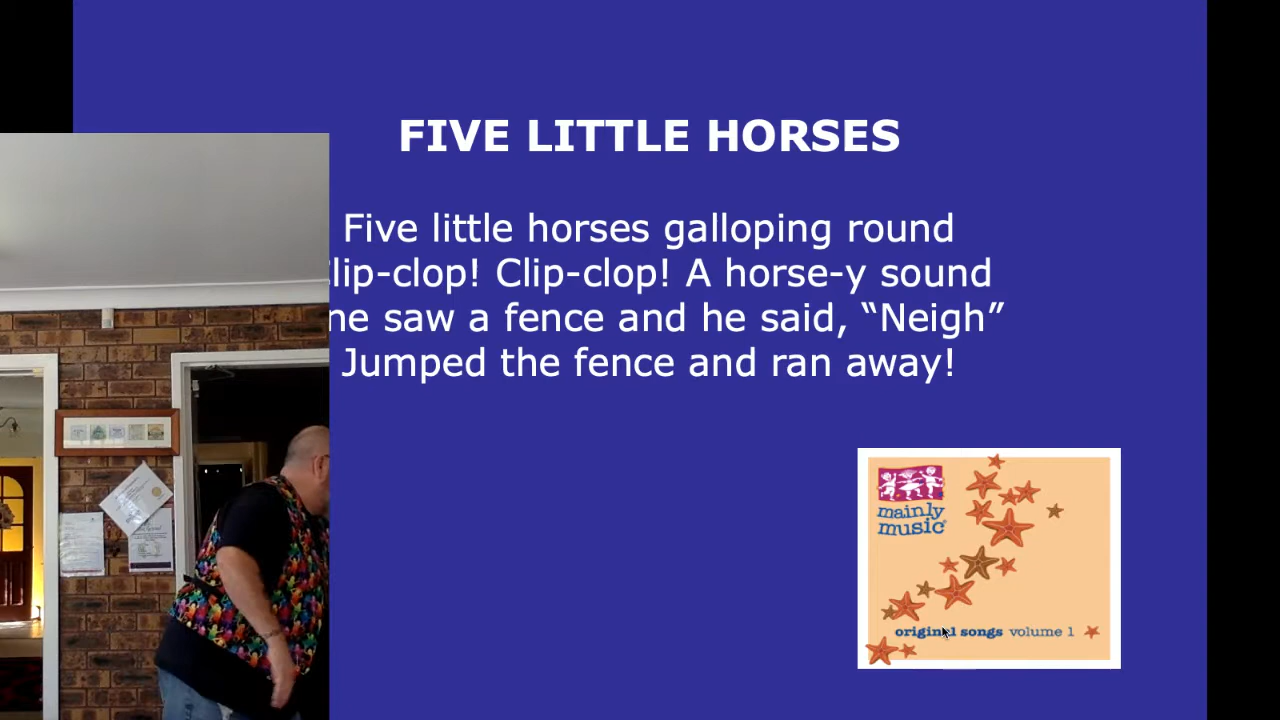 FIVE LITTLE HORSES
Five little horses galloping round
lip-clop! Clip-clop! A horse-y sound
ne saw a fence and he said, “Neigh”
Jumped the fence and ran away!
mainly
music
original songs volume 1